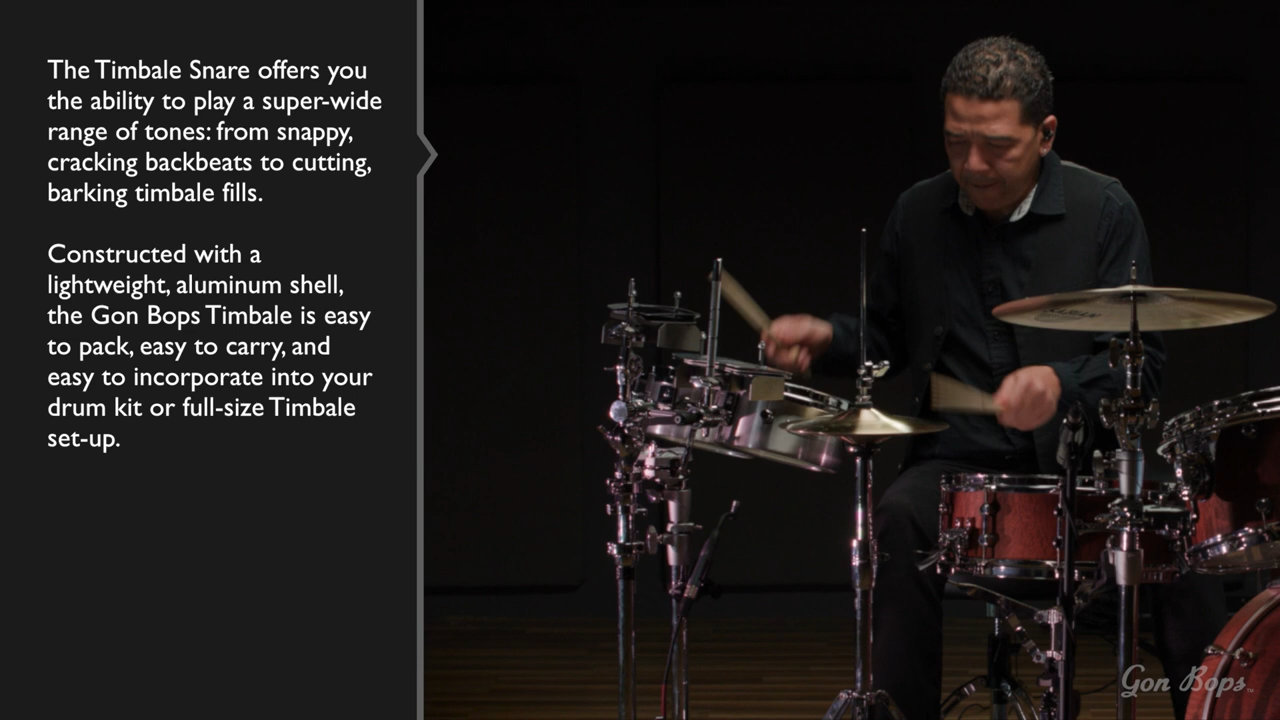 The Timbale Snare offers you
the ability to play a super-wide
range of tones: from snappy,
cracking backbeats to cutting,
barking timbale fills.
Constructed with a
lightweight, aluminum shell,
the Gon Bops Timbale is easy
to pack, easy to carry, and
easy to incorporate into your
drum kit or full-size Timbale
set-up.
Gon Bops™